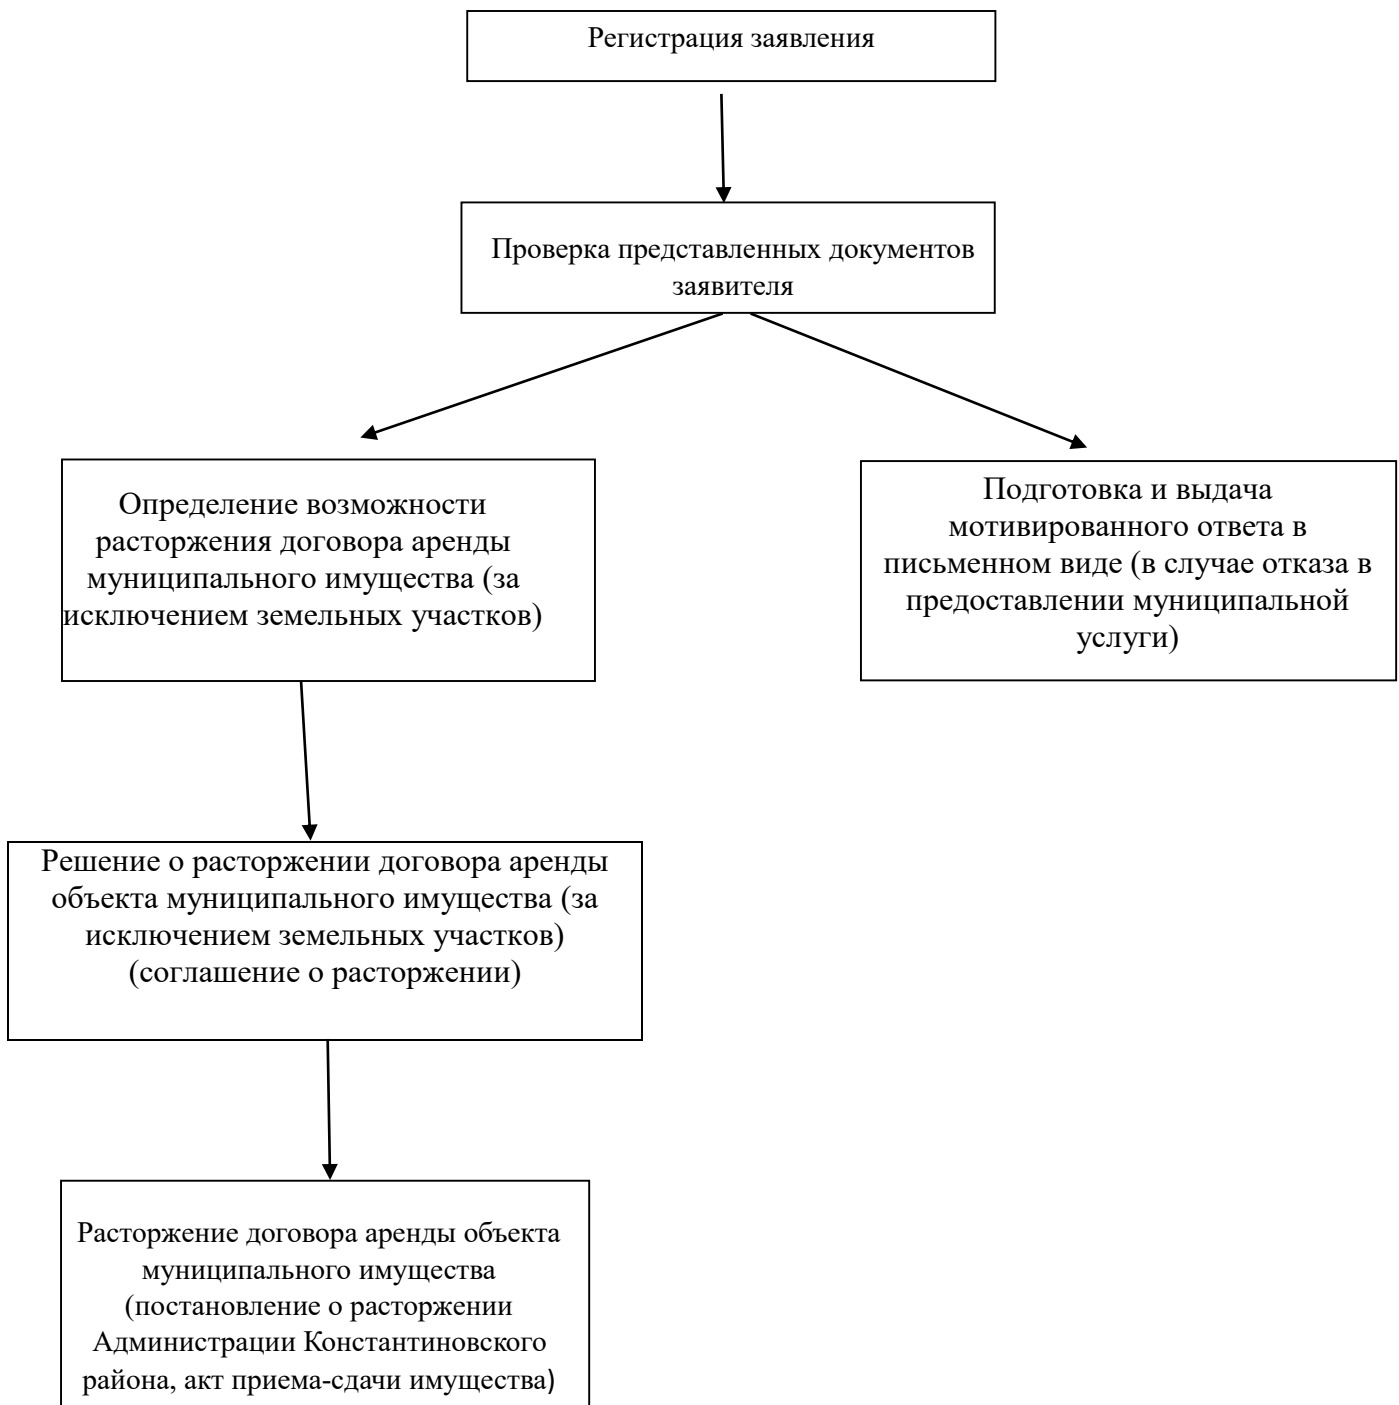 Регистрация заявления
Проверка представленных документов
заявителя
Определение возможности
расторжения договора аренды
муниципального имущества (за
исключением земельных участков)
Подготовка и выдача
мотивированного ответа в
письменном виде (в случае отказа в
предоставлении муниципальной
услуги)
Решение о расторжении договора аренды
объекта муниципального имущества (за
исключением земельных участков)
(соглашение о расторжении)
Расторжение договора аренды объекта
муниципального имущества
(постановление о расторжении
Администрации Константиновского
района, акт приема-сдачи имущества)